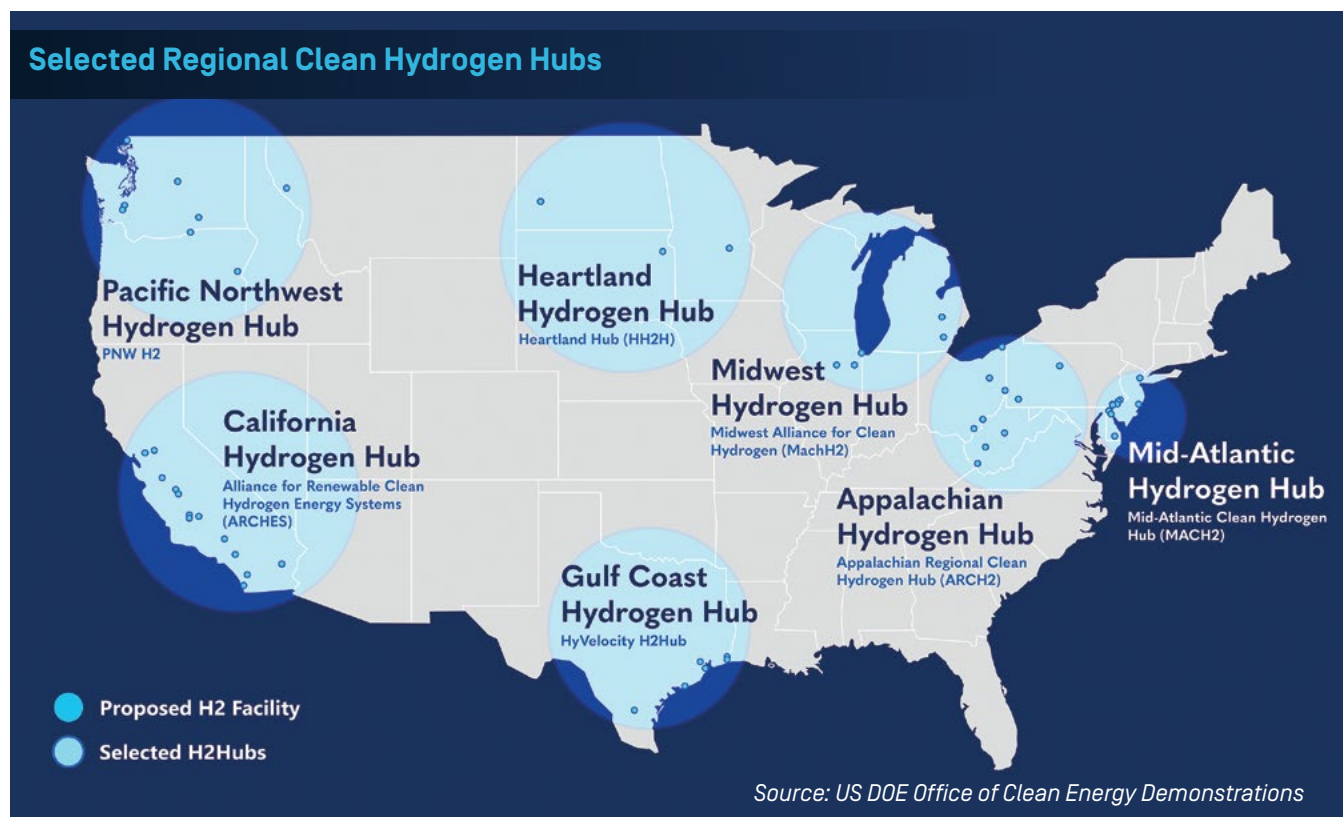 Selected Regional Clean Hydrogen Hubs
Pacific Northwest
Hydrogen Hub
PNW H2
Heartland
Hydrogen Hub
Heartland Hub (HH2H)
Midwest
Hydrogen Hub
Midwest Alliance for Clean
Hydrogen (MachH2)
California
Hydrogen Hub
Alliance for Renewable Clean
Hydrogen Energy Systems
(ARCHES)
Mid-Atlantic
Hydrogen Hub
Mid-Atlantic Clean Hydrogen
Hub (MACH2)
Appalachian
Hydrogen Hub
Appalachian Regional Clean
Hydrogen Hub (ARCH2)
Gulf Coast
Hydrogen Hub
HyVelocity H2Hub
Proposed H2 Facility
Selected H2Hubs
Source: US DOE Office of Clean Energy Demonstrations